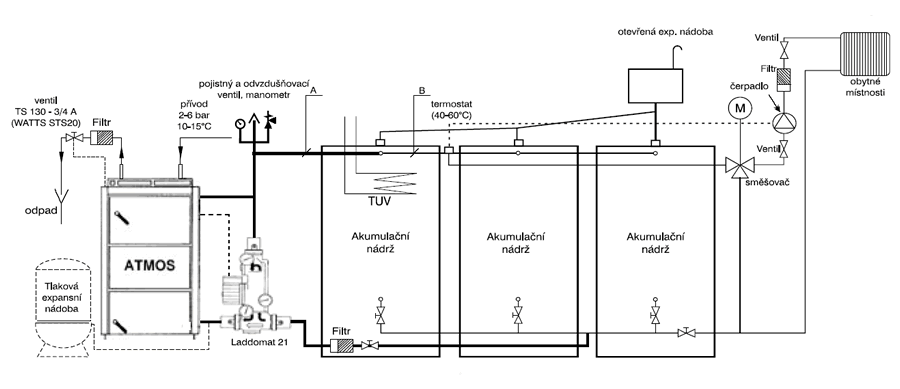 otevřená exp. nádoba
Ventil
Filtr
obytné
místnosti
čerpadlo
M
Ventil
směšovač
pojistný a odvzdušňovací
ventil, manometr
A
B
termostat
(40-60°C)
ventil
TS 130 - 3/4 A
(WATTS STS20)
Filtr
přívod
2–6 bar
10–15°C
odpad
TUV
Akumulační
nádrž
Akumulační
nádrž
Akumulační
nádrž
ATMOS
Tlaková
expansní
nádoba
Laddomat 21
Filtr